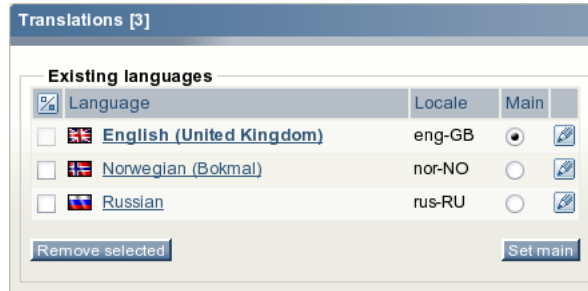 Translations [3]
Existing languages
Language Locale Main
English (United Kingdom) eng-GB
Norwegian (Bokmal) nor-NO
Russian rus-RU
Remove selected Set main